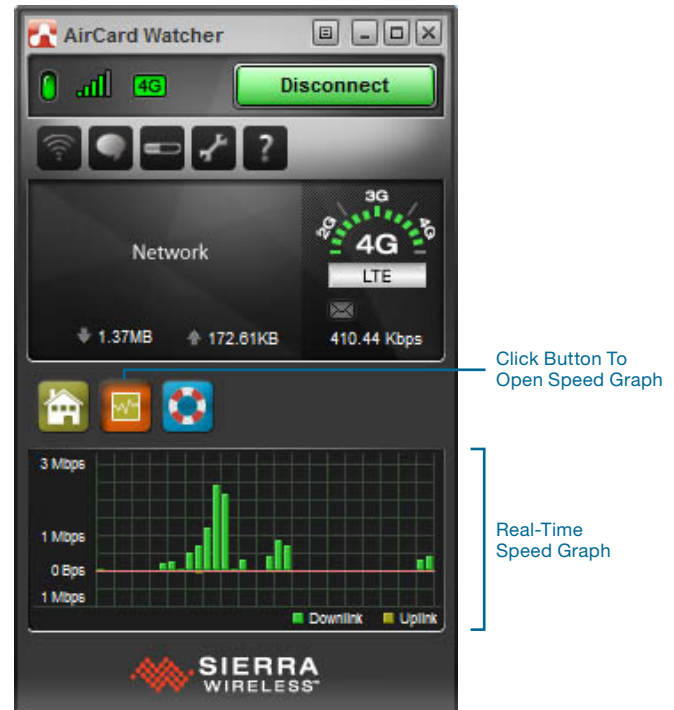 AirCard Watcher
4G
Disconnect
?
Network
2G
3G
4G
4G
LTE
1.37MB
172.61KB
410.44 Kbps
Click Button To
Open Speed Graph
3 Mbps
1 Mbps
0 Bps
1 Mbps
Downlink
Uplink
Real-Time
Speed Graph
SIERRA
WIRELESS™